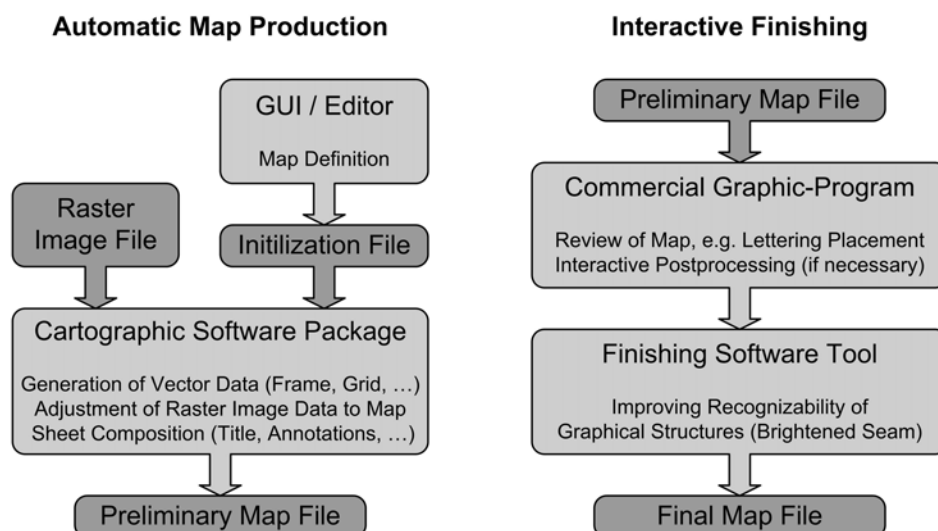 Automatic Map Production
GUI / Editor
Map Definition
Raster
Image File
Initilization File
Cartographic Software Package
Generation of Vector Data (Frame, Grid, ...)
Adjustment of Raster Image Data to Map
Sheet Composition (Title, Annotations, ...)
Preliminary Map File
Interactive Finishing
Preliminary Map File
Commercial Graphic-Program
Review of Map, e.g. Lettering Placement
Interactive Postprocessing (if necessary)
Finishing Software Tool
Improving Recognizability of
Graphical Structures (Brightened Seam)
Final Map File